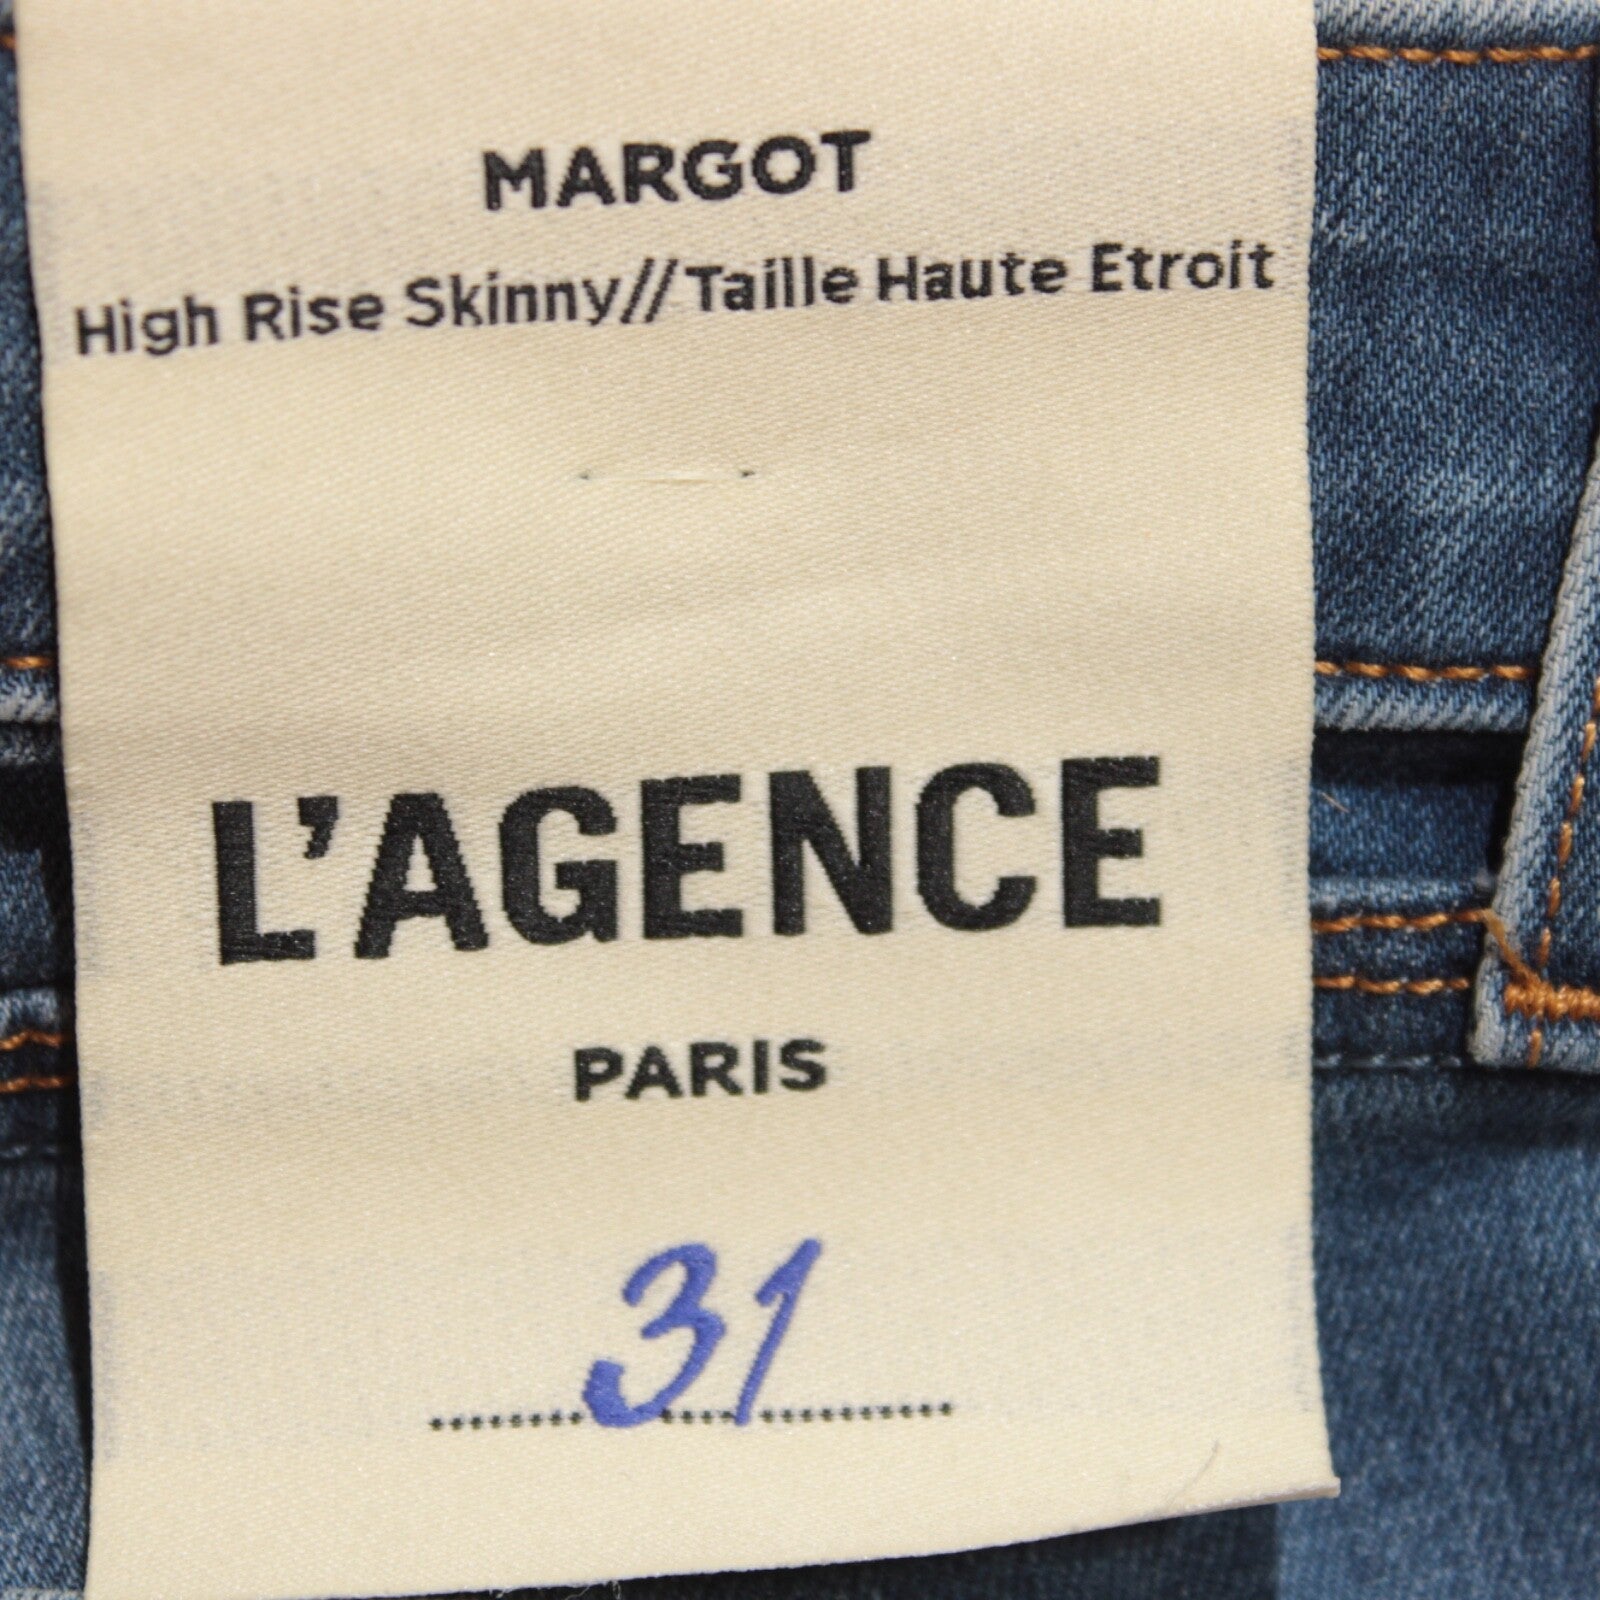 MARGOT
High Rise Skinny//Taille Haute Etroit
L'AGENCE
PARIS
31